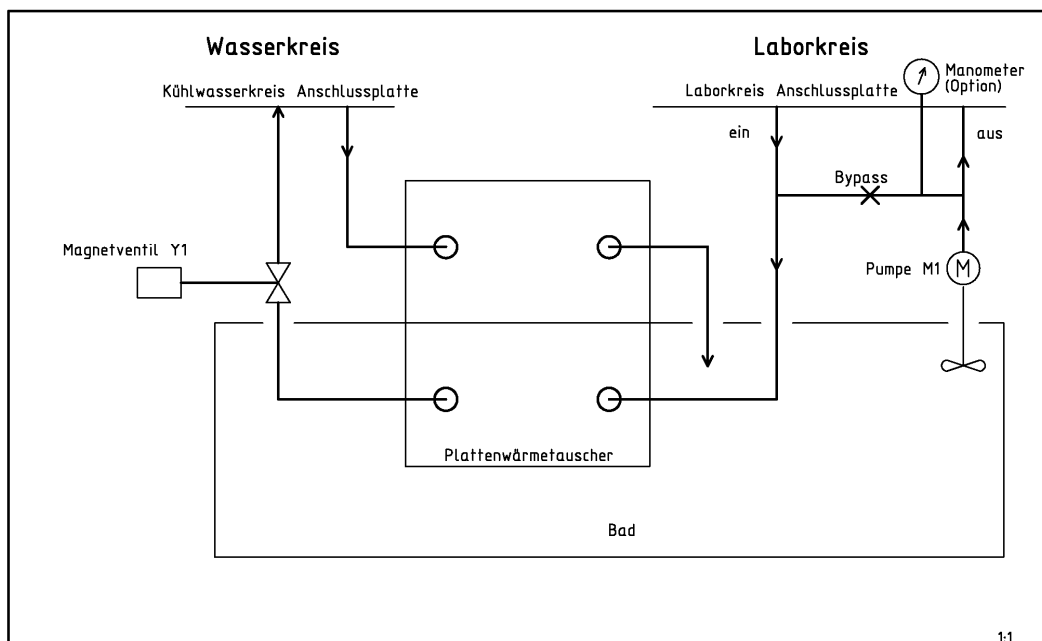 Wasserkreis
Laborkreis
Kühlwasserkreis Anschlussplatte
Laborkreis Anschlussplatte
Manometer
(Option)
ein
aus
Bypass
Magnetventil Y1
Pumpe M1
M
Plattenwärmetauscher
Bad
1:1